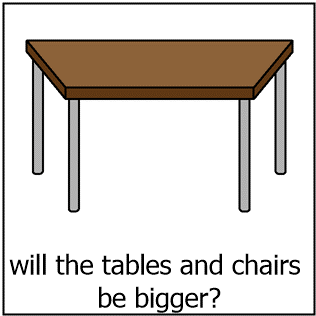 will the tables and chairs
be bigger?